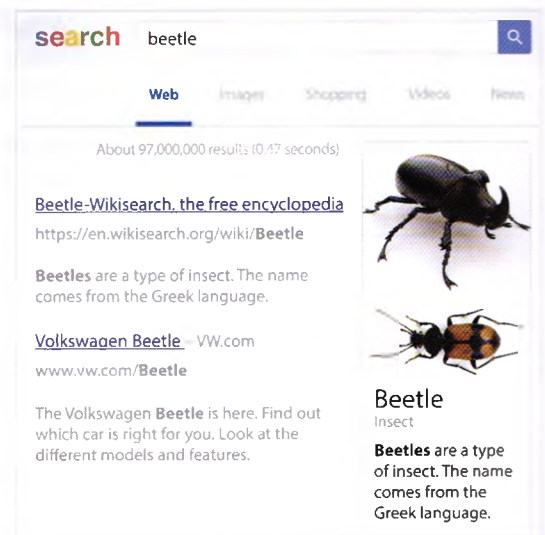 search beetle
Web Images Shopping Videos News
About 97,000,000 results (0.47 seconds)
Beetle-Wikisearch, the free encyclopedia
https://en.wikisearch.org/wiki/Beetle
Beetles are a type of insect. The name
comes from the Greek language.
Volkswagen Beetle - VW.com
www.vw.com/Beetle
The Volkswagen Beetle is here. Find out
which car is right for you. Look at the
different models and features.
Beetle
Insect
Beetles are a type
of insect. The name
comes from the
Greek language.